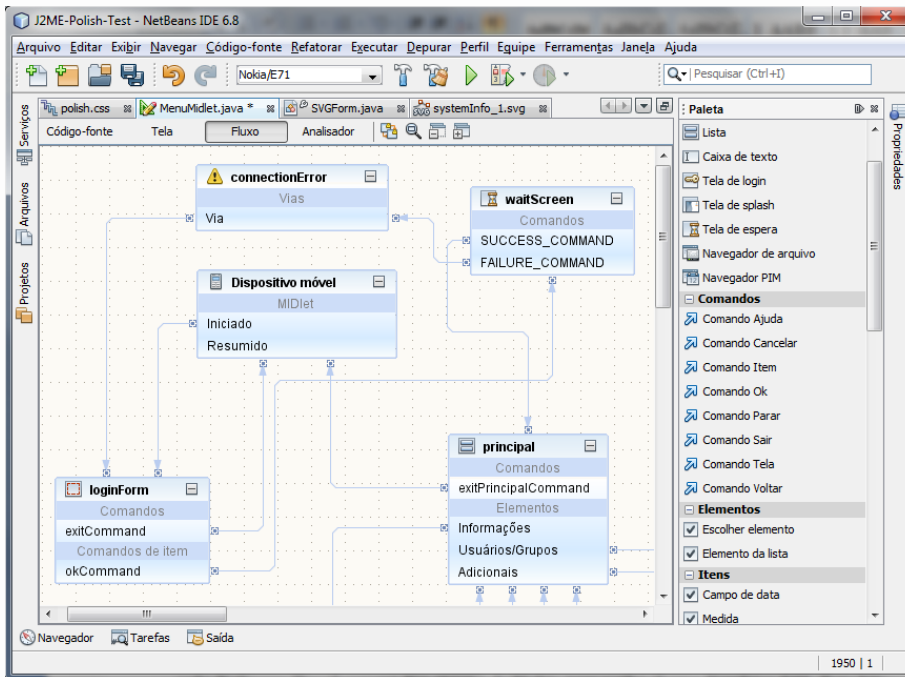 J2ME-Polish-Test - NetBeans IDE 6.8
Arquivo Editar Exibir Navegar Código-fonte Refatorar Executar Depurar Perfil Equipe Ferramentas Janela Ajuda
Nokia/E71
Pesquisar (Ctrl+I)
polish.css MenuMidlet.java * SVGForm.java systemInfo_1.svg
Código-fonte Tela Fluxo Analisador
Serviços
Arquivos
Projetos
connectionError
Vias
Via
waitScreen
Comandos
SUCCESS_COMMAND
FAILURE_COMMAND
Dispositivo móvel
MIDlet
Iniciado
Resumido
principal
Comandos
exitPrincipalCommand
Elementos
Informações
Usuários/Grupos
Adicionais
loginForm
Comandos
exitCommand
Comandos de item
okCommand
Paleta
Lista
Caixa de texto
Tela de login
Tela de splash
Tela de espera
Navegador de arquivo
Navegador PIM
Comandos
Comando Ajuda
Comando Cancelar
Comando Item
Comando Ok
Comando Parar
Comando Sair
Comando Tela
Comando Voltar
Elementos
Escolher elemento
Elemento da lista
Itens
Campo de data
Medida
Propriedades
Navegador Tarefas Saída
1950 | 1